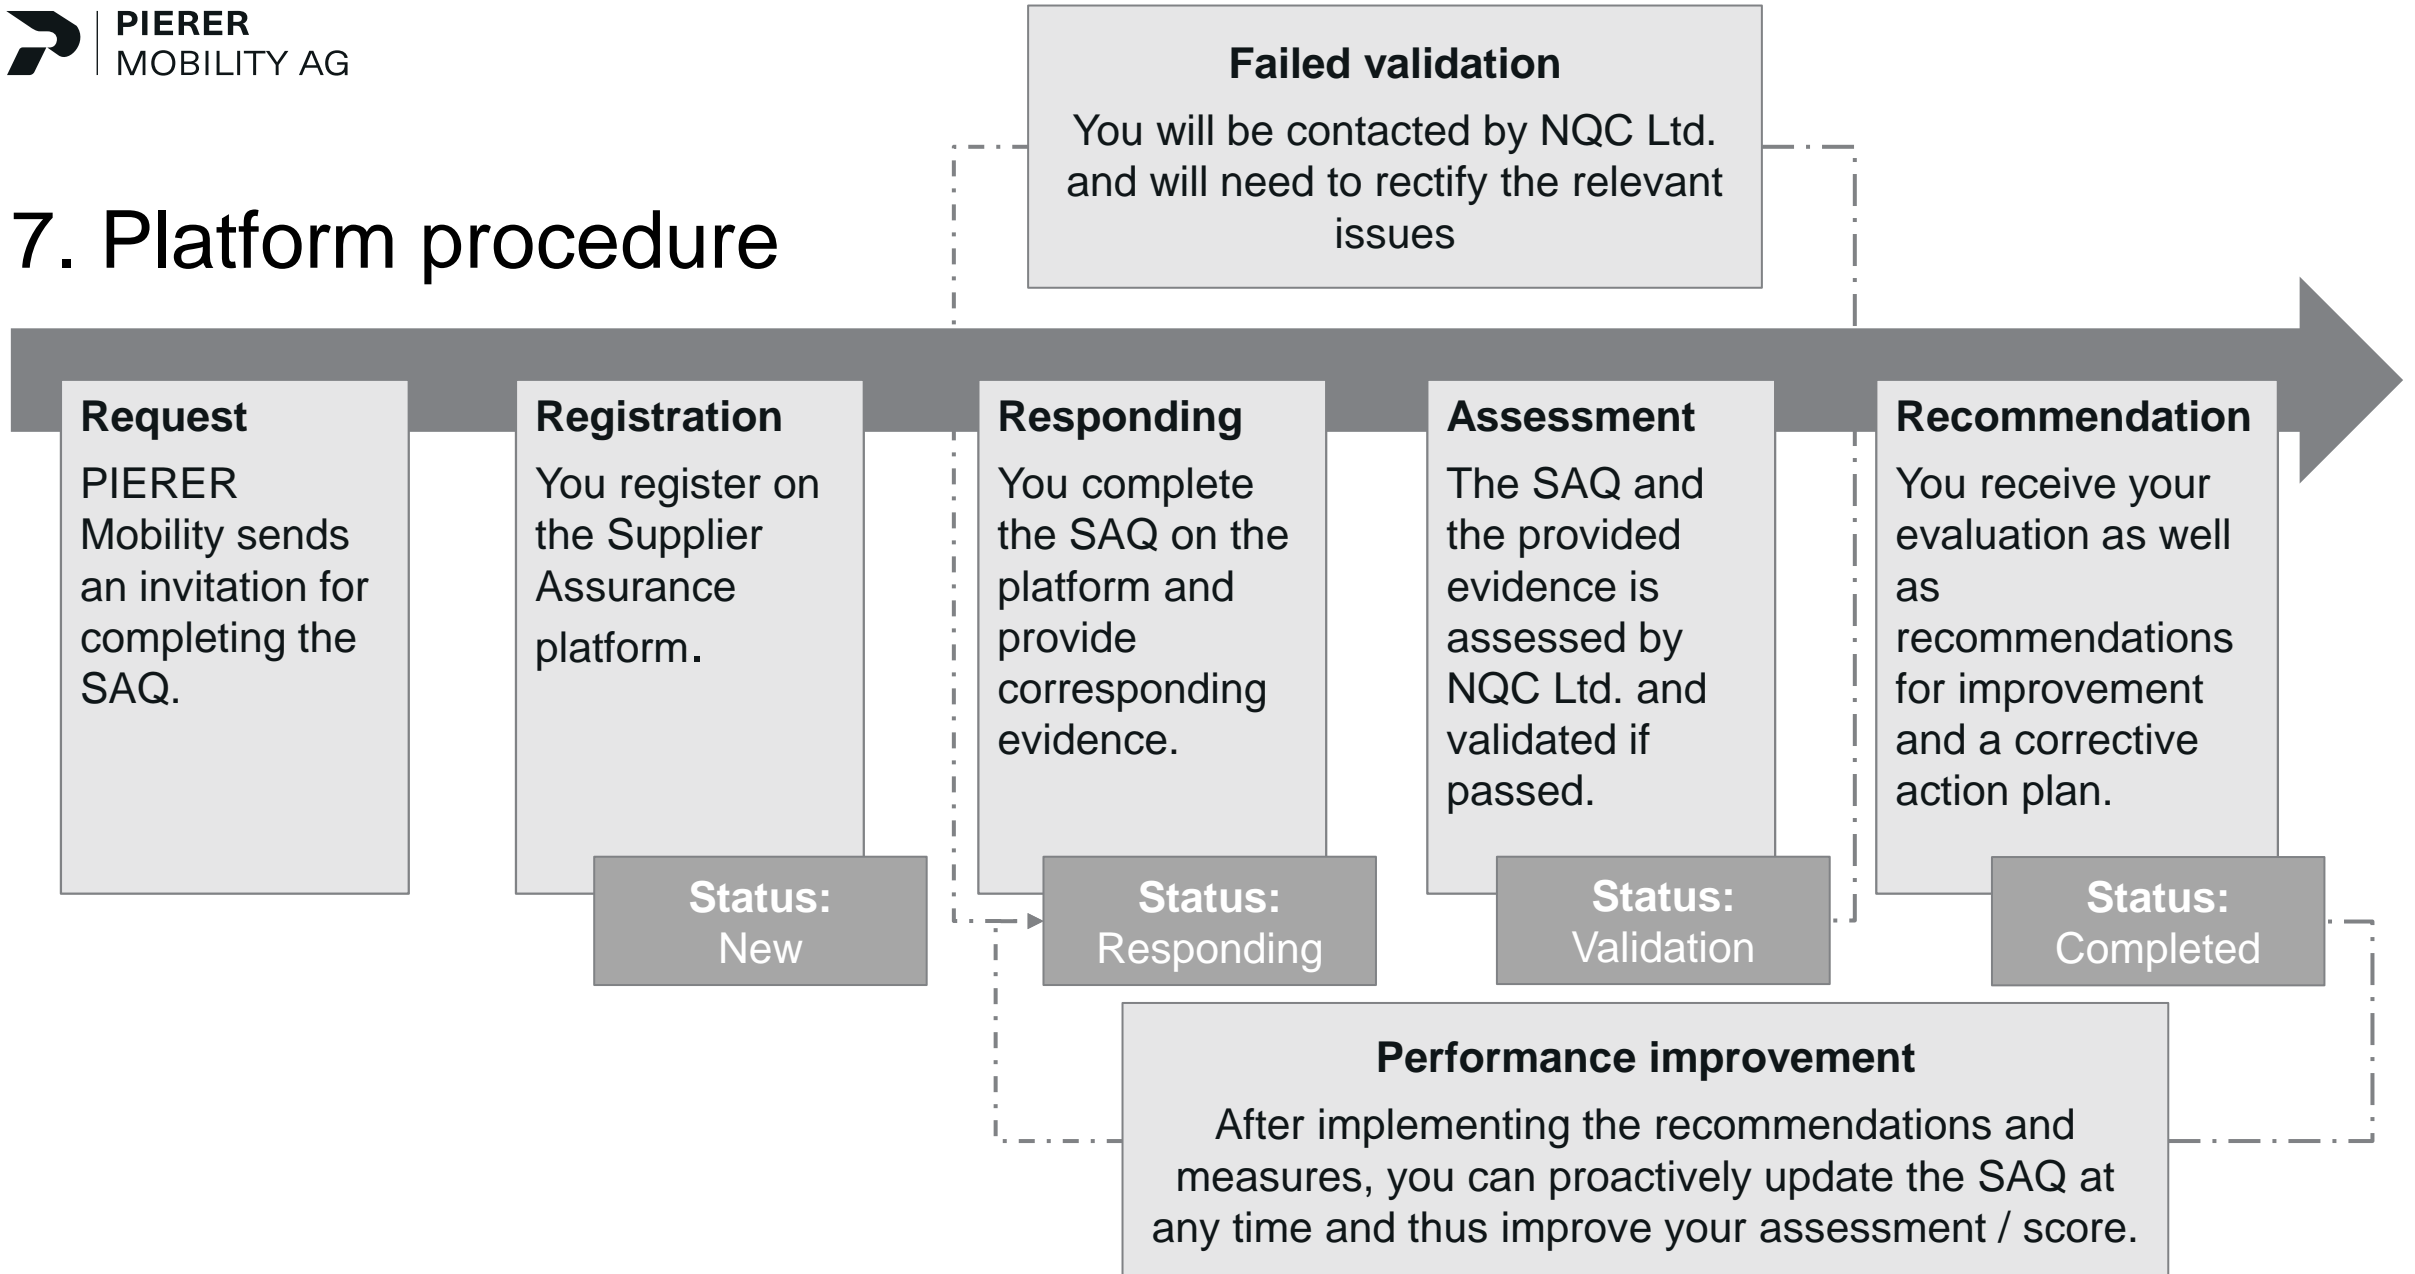 PIERER
MOBILITY AG
7. Platform procedure
Failed validation
You will be contacted by NQC Ltd.
and will need to rectify the relevant
issues
Request
PIERER
Mobility sends
an invitation for
completing the
SAQ.
Registration
You register on
the Supplier
Assurance
platform.
Status:
New
Responding
You complete
the SAQ on the
platform and
provide
corresponding
evidence.
Status:
Responding
Assessment
The SAQ and
the provided
evidence is
assessed by
NQC Ltd. and
validated if
passed.
Status:
Validation
Recommendation
You receive your
evaluation as well
as
recommendations
for improvement
and a corrective
action plan.
Status:
Completed
Performance improvement
After implementing the recommendations and
measures, you can proactively update the SAQ at
any time and thus improve your assessment / score.